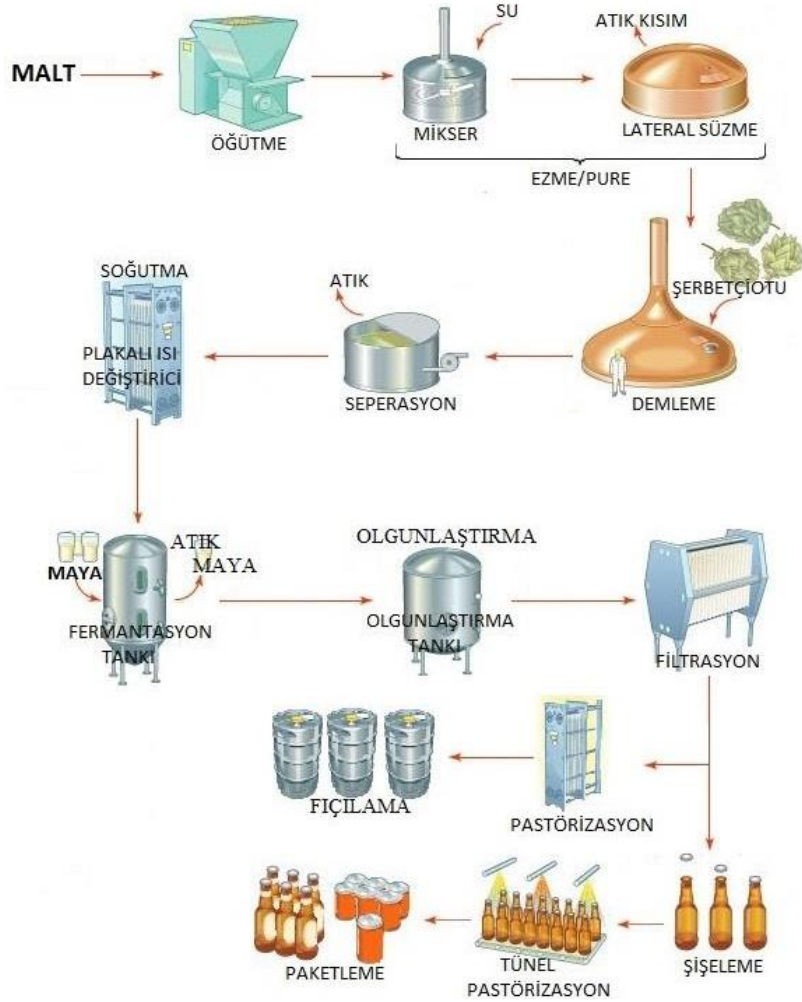 MALT
ÖĞÜTME
SU
MİKSER
ATIK KISIM
LATERAL SÜZME
EZME/PURE
ŞERBETÇİOTU
DEMLEME
ATIK
SEPERASYON
SOĞUTMA
PLAKALI ISI
DEĞİŞTİRİCİ
MAYA
ATIK
MAYA
FERMANTASYON
TANKI
OLGUNLAŞTIRMA
OLGUNLAŞTIRMA
TANKI
FİLTRASYON
PASTÖRİZASYON
FIÇILAMA
ŞİŞELEME
TÜNEL
PASTÖRİZASYON
PAKETLEME